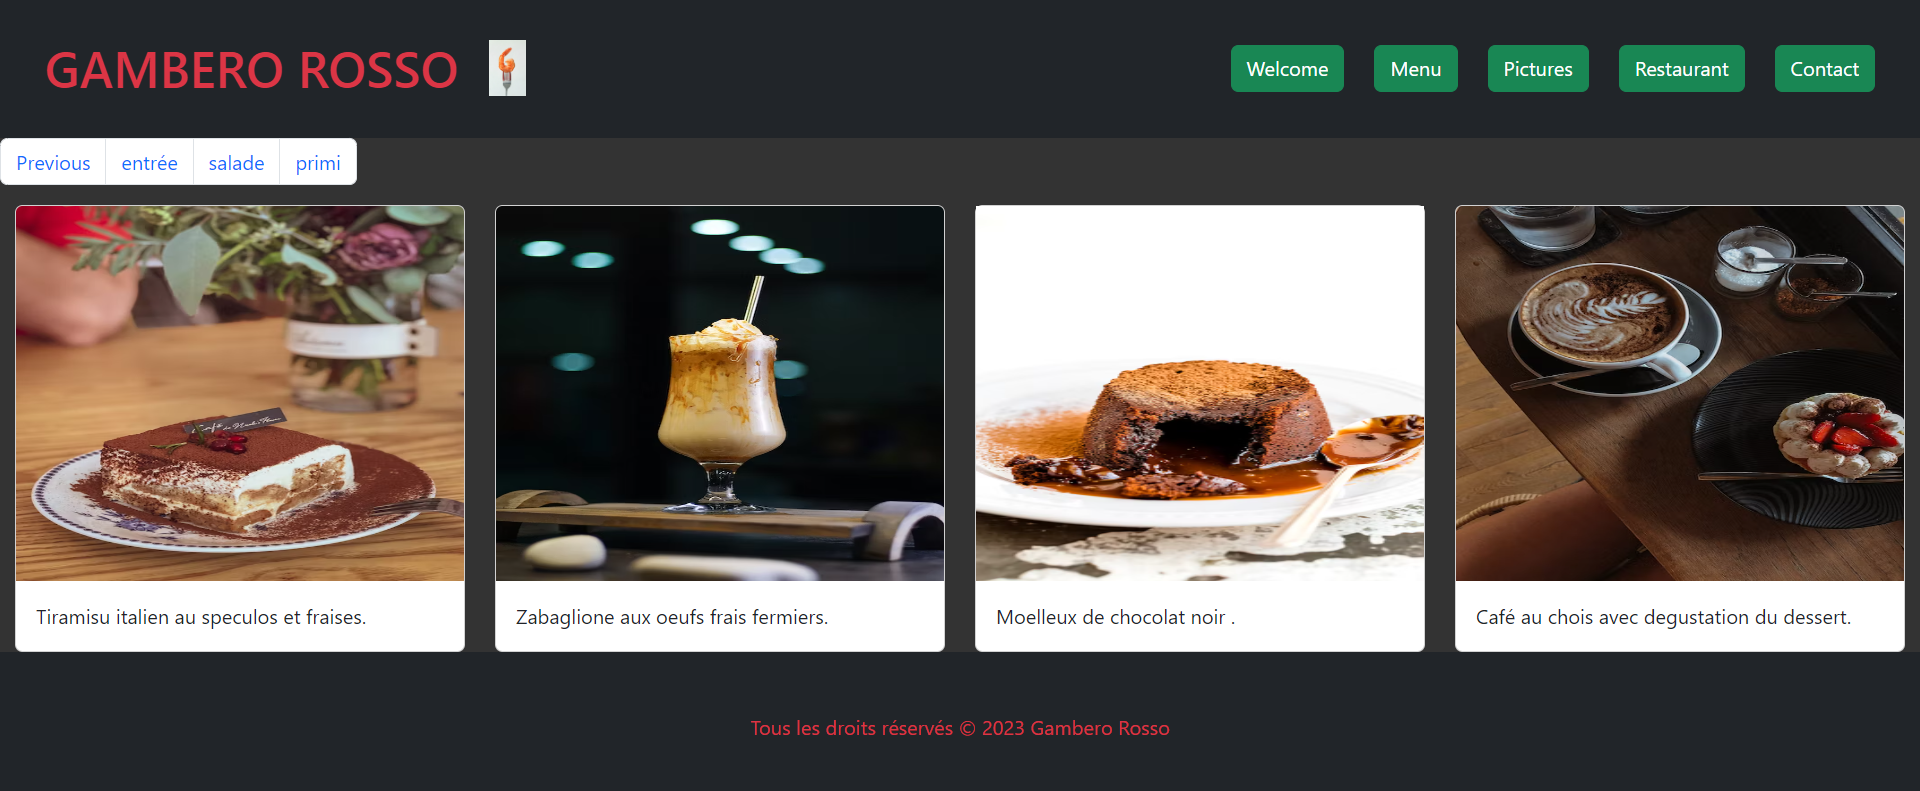 GAMBERO ROSSO
Welcome Menu Pictures Restaurant Contact
Previous entrée salade primi
Tiramisu italien au speculos et fraises.
Zabaglione aux oeufs frais fermiers.
Moelleux de chocolat noir .
Café au chois avec degustation du dessert.
Tous les droits réservés © 2023 Gambero Rosso